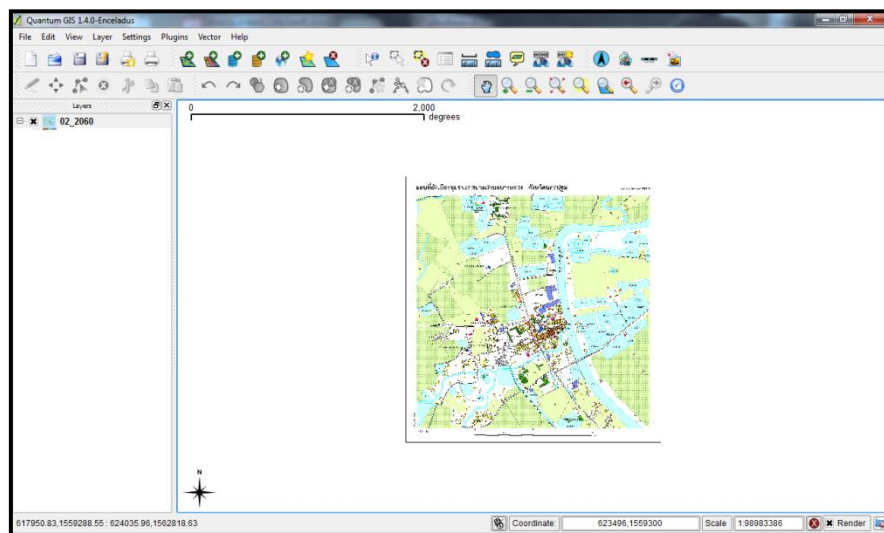 Quantum GIS 1.4.0-Enceladus
File Edit View Layer Settings Plugins Vector Help
Layers
02_2060
0 2,000
degrees
N
617950.83,1559288.55 : 624035.96,1562818.63 Coordinate: 623496,1559300 Scale 1:98983386 Render